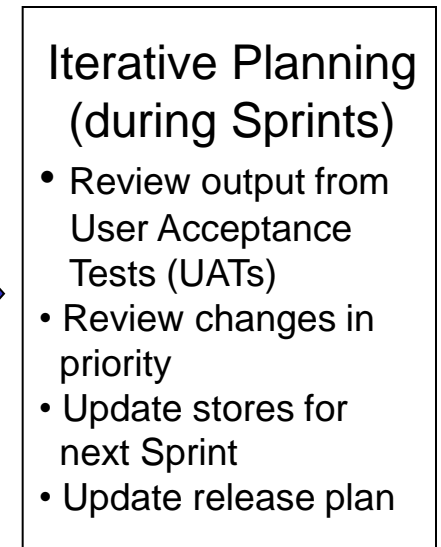 Iterative Planning
(during Sprints)
• Review output from
User Acceptance
Tests (UATs)
• Review changes in
priority
• Update stores for
next Sprint
• Update release plan